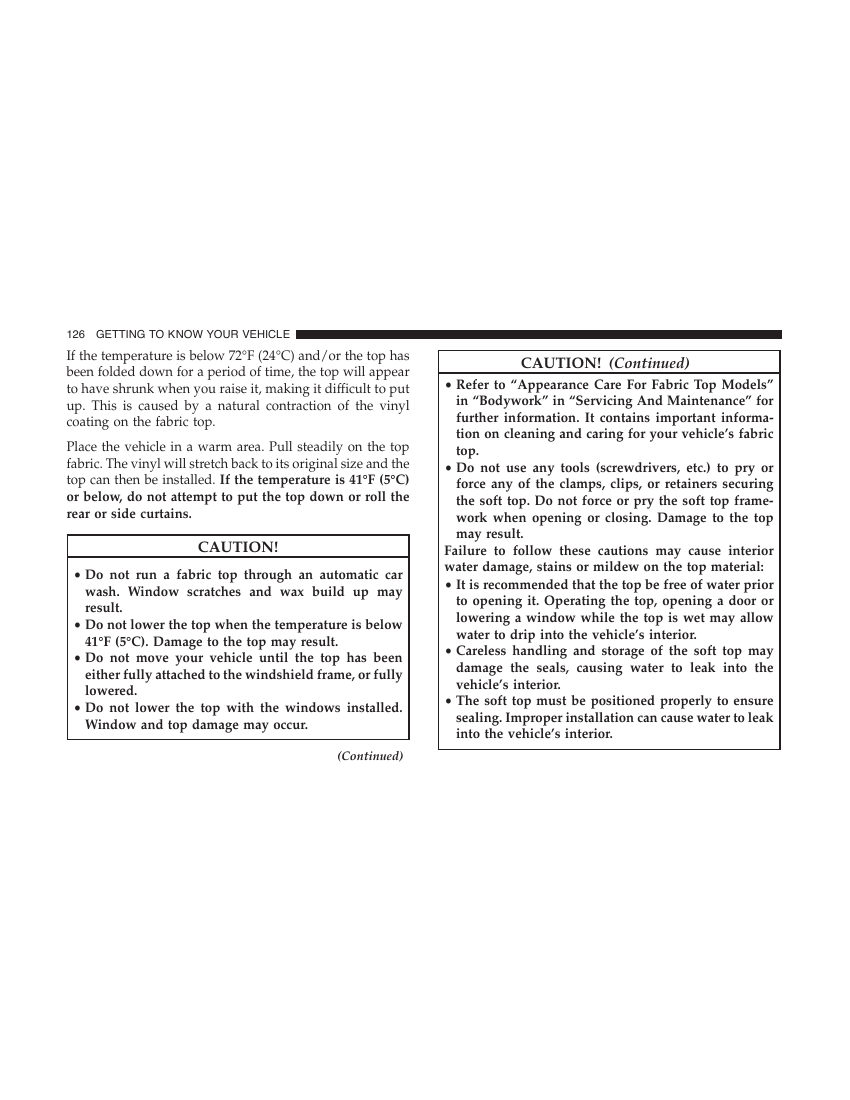 126 GETTING TO KNOW YOUR VEHICLE
If the temperature is below 72°F (24°C) and/or the top has
been folded down for a period of time, the top will appear
to have shrunk when you raise it, making it difficult to put
up. This is caused by a natural contraction of the vinyl
coating on the fabric top.
Place the vehicle in a warm area. Pull steadily on the top
fabric. The vinyl will stretch back to its original size and the
top can then be installed. If the temperature is 41°F (5°C)
or below, do not attempt to put the top down or roll the
rear or side curtains.
CAUTION!
• Do not run a fabric top through an automatic car
wash. Window scratches and wax build up may
result.
• Do not lower the top when the temperature is below
41°F (5°C). Damage to the top may result.
• Do not move your vehicle until the top has been
either fully attached to the windshield frame, or fully
lowered.
• Do not lower the top with the windows installed.
Window and top damage may occur.
(Continued)
CAUTION! (Continued)
• Refer to “Appearance Care For Fabric Top Models”
in “Bodywork” in “Servicing And Maintenance” for
further information. It contains important informa-
tion on cleaning and caring for your vehicle’s fabric
top.
• Do not use any tools (screwdrivers, etc.) to pry or
force any of the clamps, clips, or retainers securing
the soft top. Do not force or pry the soft top frame-
work when opening or closing. Damage to the top
may result.
Failure to follow these cautions may cause interior
water damage, stains or mildew on the top material:
• It is recommended that the top be free of water prior
to opening it. Operating the top, opening a door or
lowering a window while the top is wet may allow
water to drip into the vehicle’s interior.
• Careless handling and storage of the soft top may
damage the seals, causing water to leak into the
vehicle’s interior.
• The soft top must be positioned properly to ensure
sealing. Improper installation can cause water to leak
into the vehicle’s interior.